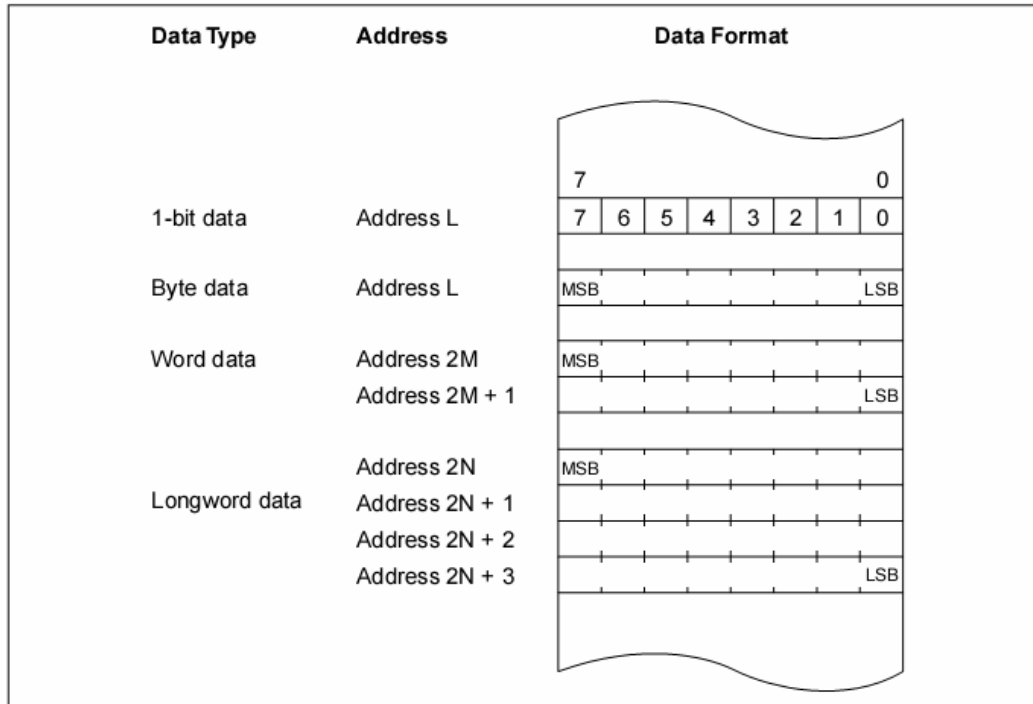 Data Type Address Data Format
7 0
1-bit data Address L 7 6 5 4 3 2 1 0
Byte data Address L MSB LSB
Word data Address 2M MSB
Address 2M + 1 LSB
Address 2N MSB
Longword data Address 2N + 1
Address 2N + 2
Address 2N + 3 LSB